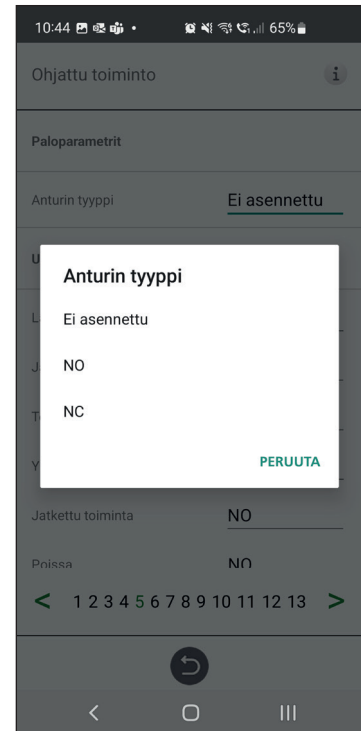 10:44 65%
Ohjattu toiminto i
Paloparametrit
Anturin tyyppi Ei asennettu
U
Anturin tyyppi
L
Ei asennettu
J
NO
T
NC
Y
PERUUTA
Jatkettu toiminta NO
Poissa NO
< 1 2 3 4 5 6 7 8 9 10 11 12 13 >